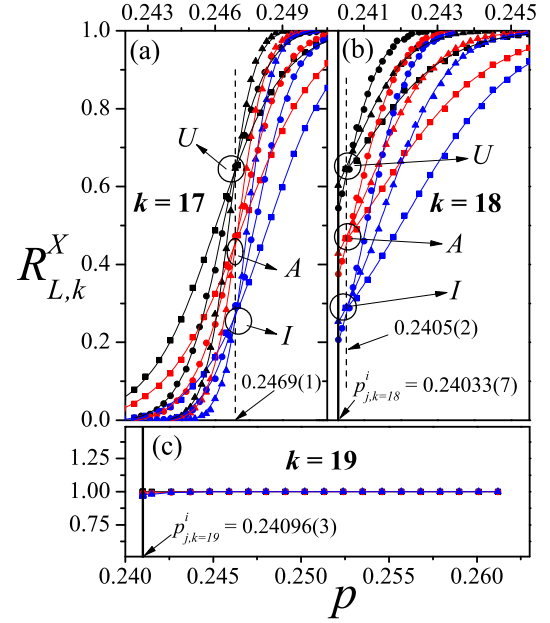 0.243 0.246 0.249 0.241 0.243 0.245
1.0 (a) (b)
0.8
U U
0.6 k = 17 k = 18
R^X_{L,k}
0.4 A A
I I
0.2 0.2405(2)
0.2469(1) p^i_{j,k=18} = 0.24033(7)
0.0
(c) k = 19
1.25
1.00
0.75 p^i_{j,k=19} = 0.24096(3)
0.240 0.245 0.250 0.255 0.260
p